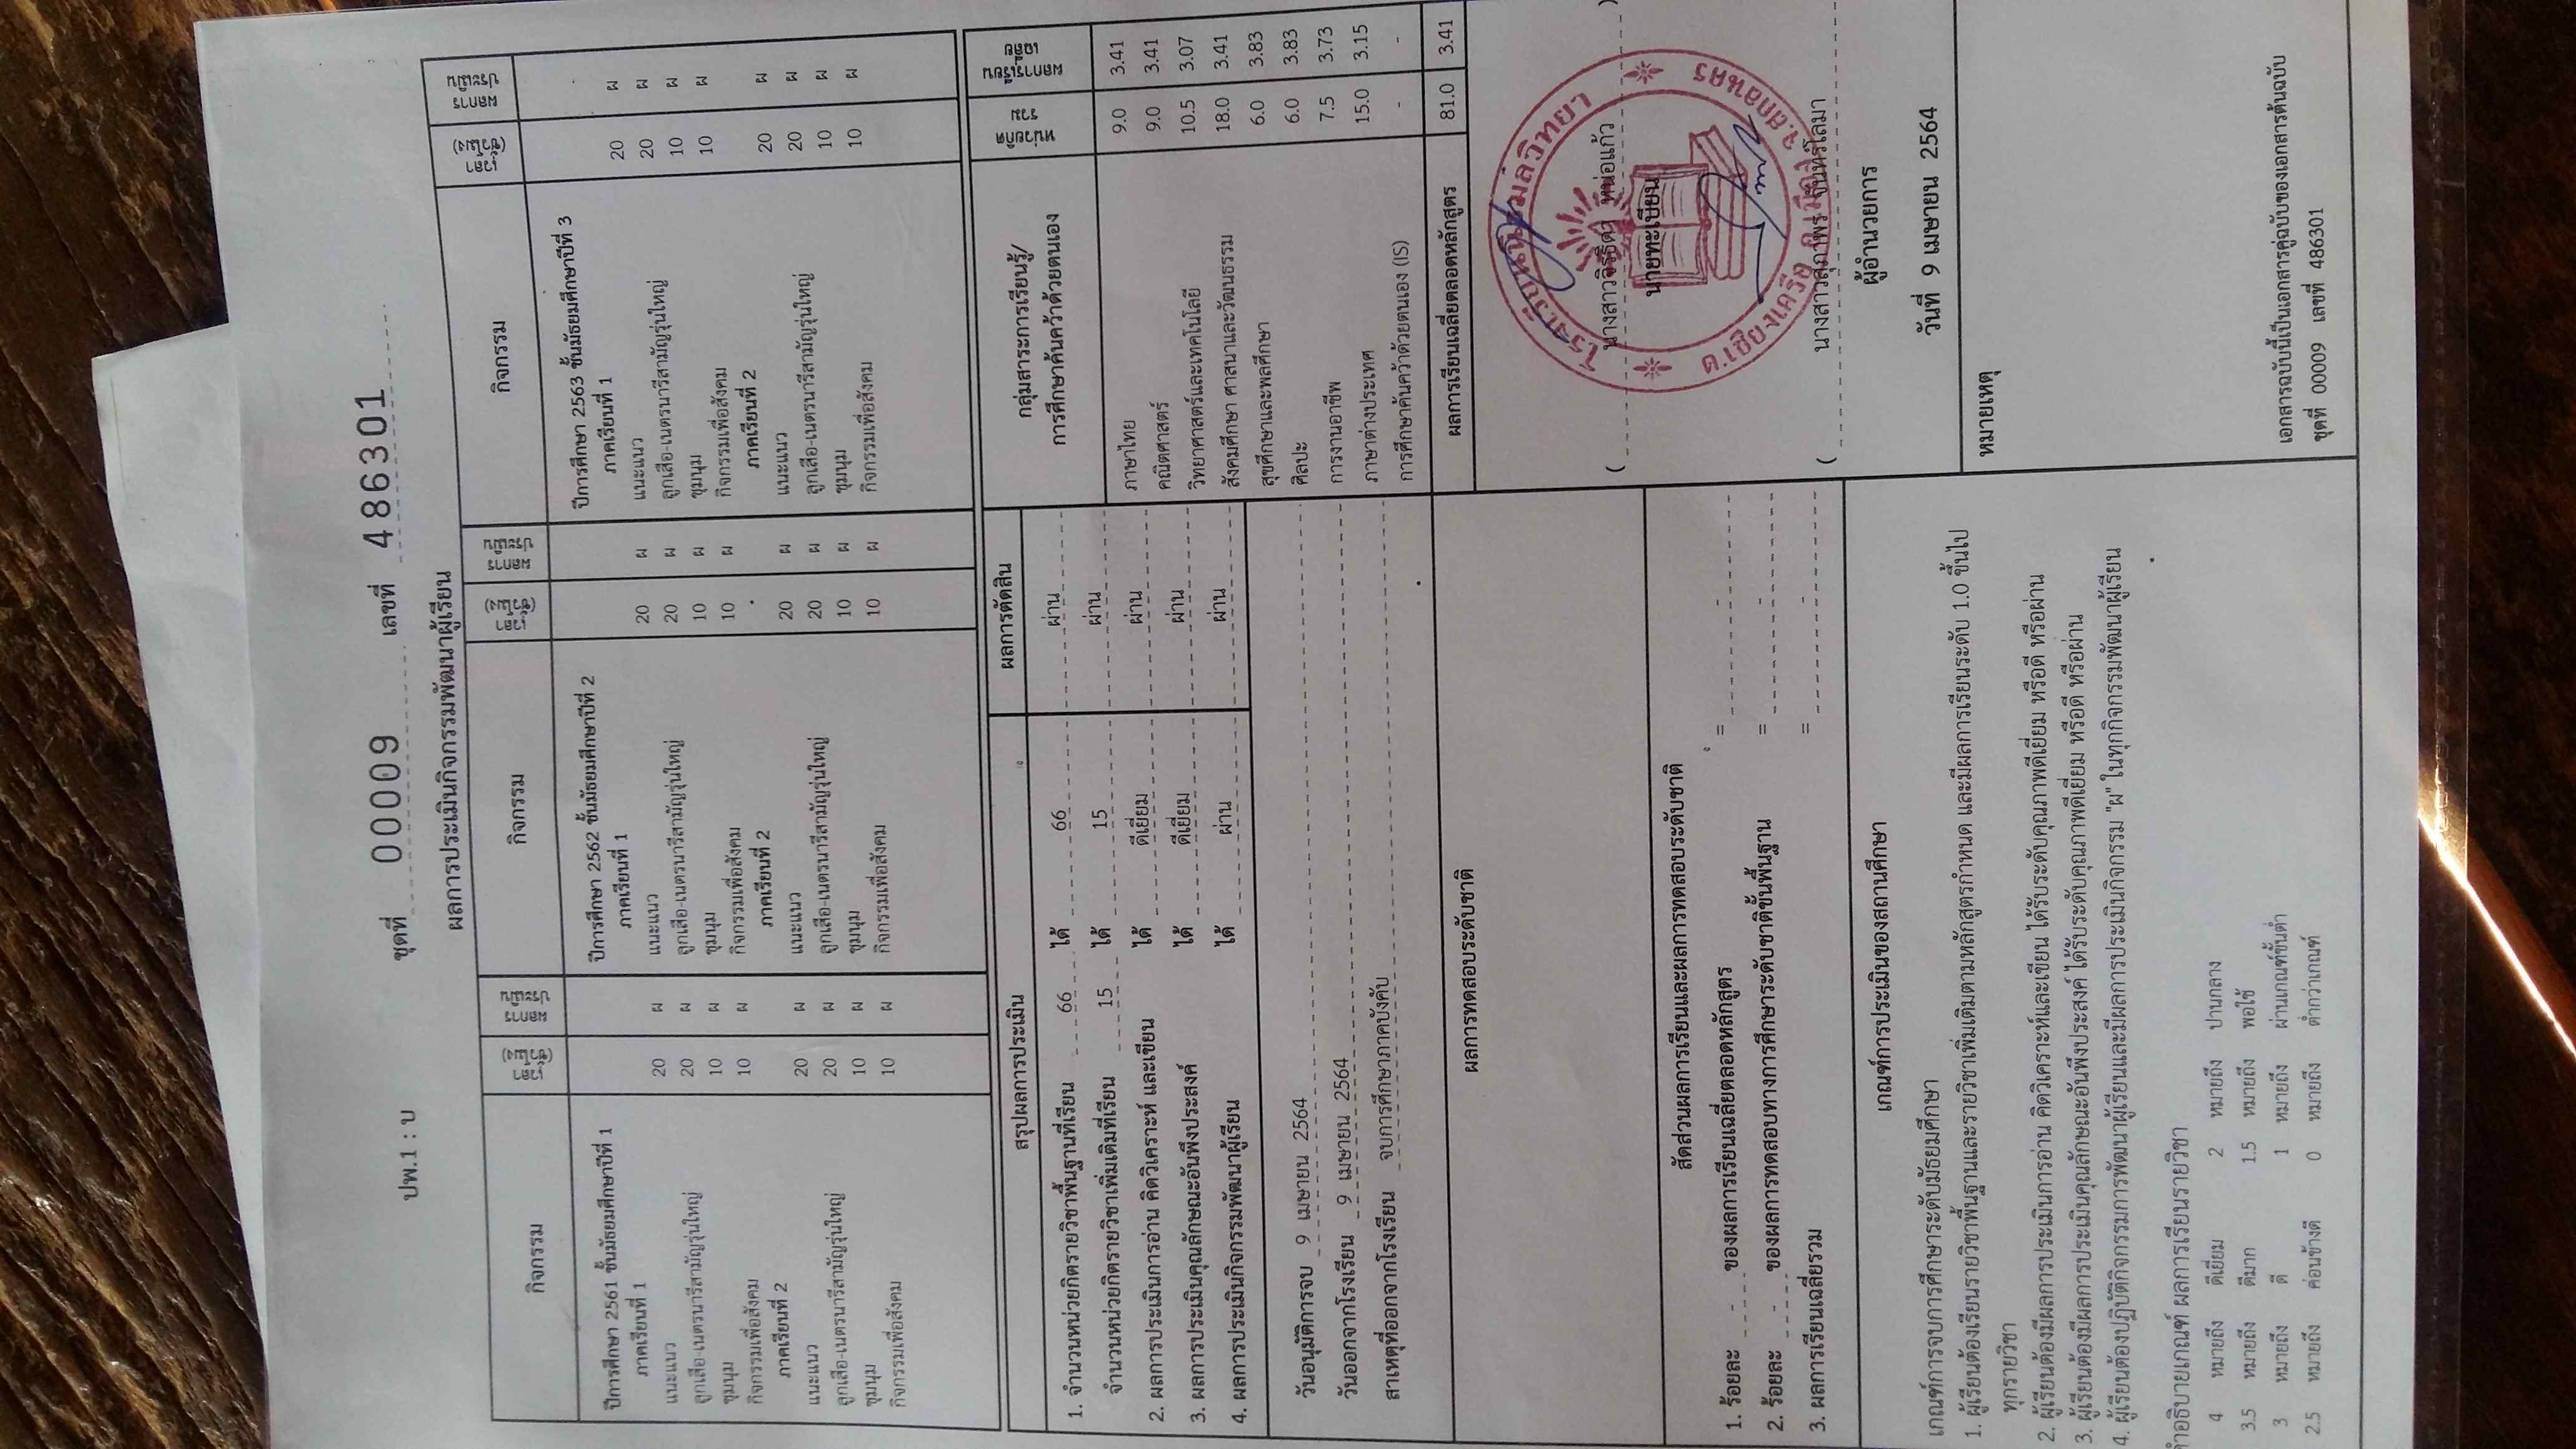 ปพ.1 : บ ชุดที่ 00009 เลขที่ 486301
ผลการประเมินกิจกรรมพัฒนาผู้เรียน
กิจกรรม เวลา (ชั่วโมง) ผลการประเมิน กิจกรรม เวลา (ชั่วโมง) ผลการประเมิน กิจกรรม เวลา (ชั่วโมง) ผลการประเมิน
ปีการศึกษา 2561 ชั้นมัธยมศึกษาปีที่ 1 ปีการศึกษา 2562 ชั้นมัธยมศึกษาปีที่ 2 ปีการศึกษา 2563 ชั้นมัธยมศึกษาปีที่ 3
ภาคเรียนที่ 1 ภาคเรียนที่ 1 ภาคเรียนที่ 1
แนะแนว 20 ผ แนะแนว 20 ผ แนะแนว 20 ผ
ลูกเสือ-เนตรนารีสามัญรุ่นใหญ่ 20 ผ ลูกเสือ-เนตรนารีสามัญรุ่นใหญ่ 20 ผ ลูกเสือ-เนตรนารีสามัญรุ่นใหญ่ 20 ผ
ชุมนุม 10 ผ ชุมนุม 10 ผ ชุมนุม 10 ผ
กิจกรรมเพื่อสังคม 10 ผ กิจกรรมเพื่อสังคม 10 ผ กิจกรรมเพื่อสังคม 10 ผ
ภาคเรียนที่ 2 ภาคเรียนที่ 2 ภาคเรียนที่ 2
แนะแนว 20 ผ แนะแนว 20 ผ แนะแนว 20 ผ
ลูกเสือ-เนตรนารีสามัญรุ่นใหญ่ 20 ผ ลูกเสือ-เนตรนารีสามัญรุ่นใหญ่ 20 ผ ลูกเสือ-เนตรนารีสามัญรุ่นใหญ่ 20 ผ
ชุมนุม 10 ผ ชุมนุม 10 ผ ชุมนุม 10 ผ
กิจกรรมเพื่อสังคม 10 ผ กิจกรรมเพื่อสังคม 10 ผ กิจกรรมเพื่อสังคม 10 ผ
สรุปผลการประเมิน ผลการตัดสิน
1. จำนวนหน่วยกิตรายวิชาพื้นฐานที่เรียน 66 ได้ 66 ผ่าน
จำนวนหน่วยกิตรายวิชาเพิ่มเติมที่เรียน 15 ได้ 15 ผ่าน
2. ผลการประเมินการอ่าน คิดวิเคราะห์ และเขียน ได้ ดีเยี่ยม ผ่าน
3. ผลการประเมินคุณลักษณะอันพึงประสงค์ ได้ ดีเยี่ยม ผ่าน
4. ผลการประเมินกิจกรรมพัฒนาผู้เรียน ได้ ผ่าน ผ่าน
วันอนุมัติการจบ 9 เมษายน 2564
วันออกจากโรงเรียน 9 เมษายน 2564
สาเหตุที่ออกจากโรงเรียน จบการศึกษาภาคบังคับ
กลุ่มสาระการเรียนรู้/
การศึกษาค้นคว้าด้วยตนเอง หน่วยกิตรวม ผลการเรียนเฉลี่ย
ภาษาไทย 9.0 3.41
คณิตศาสตร์ 9.0 3.41
วิทยาศาสตร์และเทคโนโลยี 10.5 3.07
สังคมศึกษา ศาสนาและวัฒนธรรม 18.0 3.41
สุขศึกษาและพลศึกษา 6.0 3.83
ศิลปะ 6.0 3.83
การงานอาชีพ 7.5 3.73
ภาษาต่างประเทศ 15.0 3.15
การศึกษาค้นคว้าด้วยตนเอง (IS) - -
ผลการเรียนเฉลี่ยตลอดหลักสูตร 81.0 3.41
ผลการทดสอบระดับชาติ
สัดส่วนผลการเรียนและผลการทดสอบระดับชาติ
1. ร้อยละ - ของผลการเรียนเฉลี่ยตลอดหลักสูตร = -
2. ร้อยละ - ของผลการทดสอบทางการศึกษาระดับชาติขั้นพื้นฐาน = -
3. ผลการเรียนเฉลี่ยรวม = -
หน่อแก้ว
นายทะเบียน
( นางสาวสุภาพร จันทร์โลมา
ผู้อำนวยการ
วันที่ 9 เมษายน 2564
ต.เฝ้าไร่
เกณฑ์การประเมินของสถานศึกษา
เกณฑ์การจบการศึกษาระดับมัธยมศึกษา
1. ผู้เรียนต้องเรียนรายวิชาพื้นฐานและรายวิชาเพิ่มเติมตามหลักสูตรกำหนด และมีผลการเรียนระดับ 1.0 ขึ้นไป
ทุกรายวิชา
2. ผู้เรียนต้องมีผลการประเมินการอ่าน คิดวิเคราะห์และเขียน ได้รับระดับคุณภาพดีเยี่ยม หรือดี หรือผ่าน
3. ผู้เรียนต้องมีผลการประเมินคุณลักษณะอันพึงประสงค์ ได้รับระดับคุณภาพดีเยี่ยม หรือดี หรือผ่าน
4. ผู้เรียนต้องปฏิบัติกิจกรรมการพัฒนาผู้เรียนและมีผลการประเมินกิจกรรม "ผ" ในทุกกิจกรรมพัฒนาผู้เรียน
คำอธิบายเกณฑ์ ผลการเรียนรายวิชา
4 หมายถึง ดีเยี่ยม 2 หมายถึง ปานกลาง
3.5 หมายถึง ดีมาก 1.5 หมายถึง พอใช้
3 หมายถึง ดี 1 หมายถึง ผ่านเกณฑ์ขั้นต่ำ
2.5 หมายถึง ค่อนข้างดี 0 หมายถึง ต่ำกว่าเกณฑ์
หมายเหตุ
เอกสารฉบับนี้เป็นเอกสารคู่ฉบับของเอกสารต้นฉบับ
ชุดที่ 00009 เลขที่ 486301